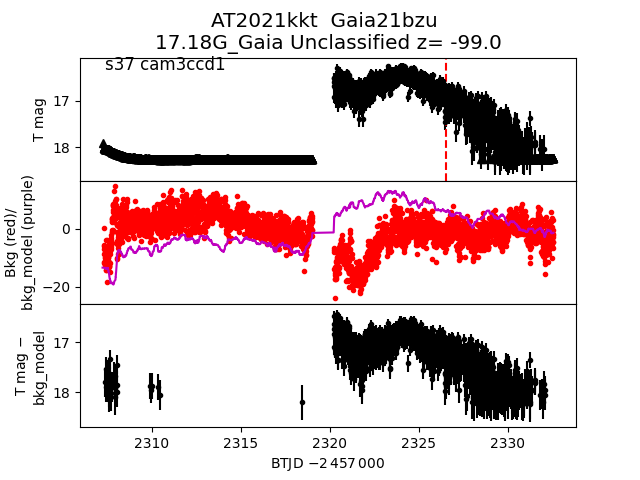 AT2021kkt  Gaia21bzu
17.18G_Gaia Unclassified z= -99.0
s37 cam3ccd1
T mag
17
18
Bkg (red)/
bkg_model (purple)
0
−20
T mag −
bkg_model
17
18
2310 2315 2320 2325 2330
BTJD −2 457 000